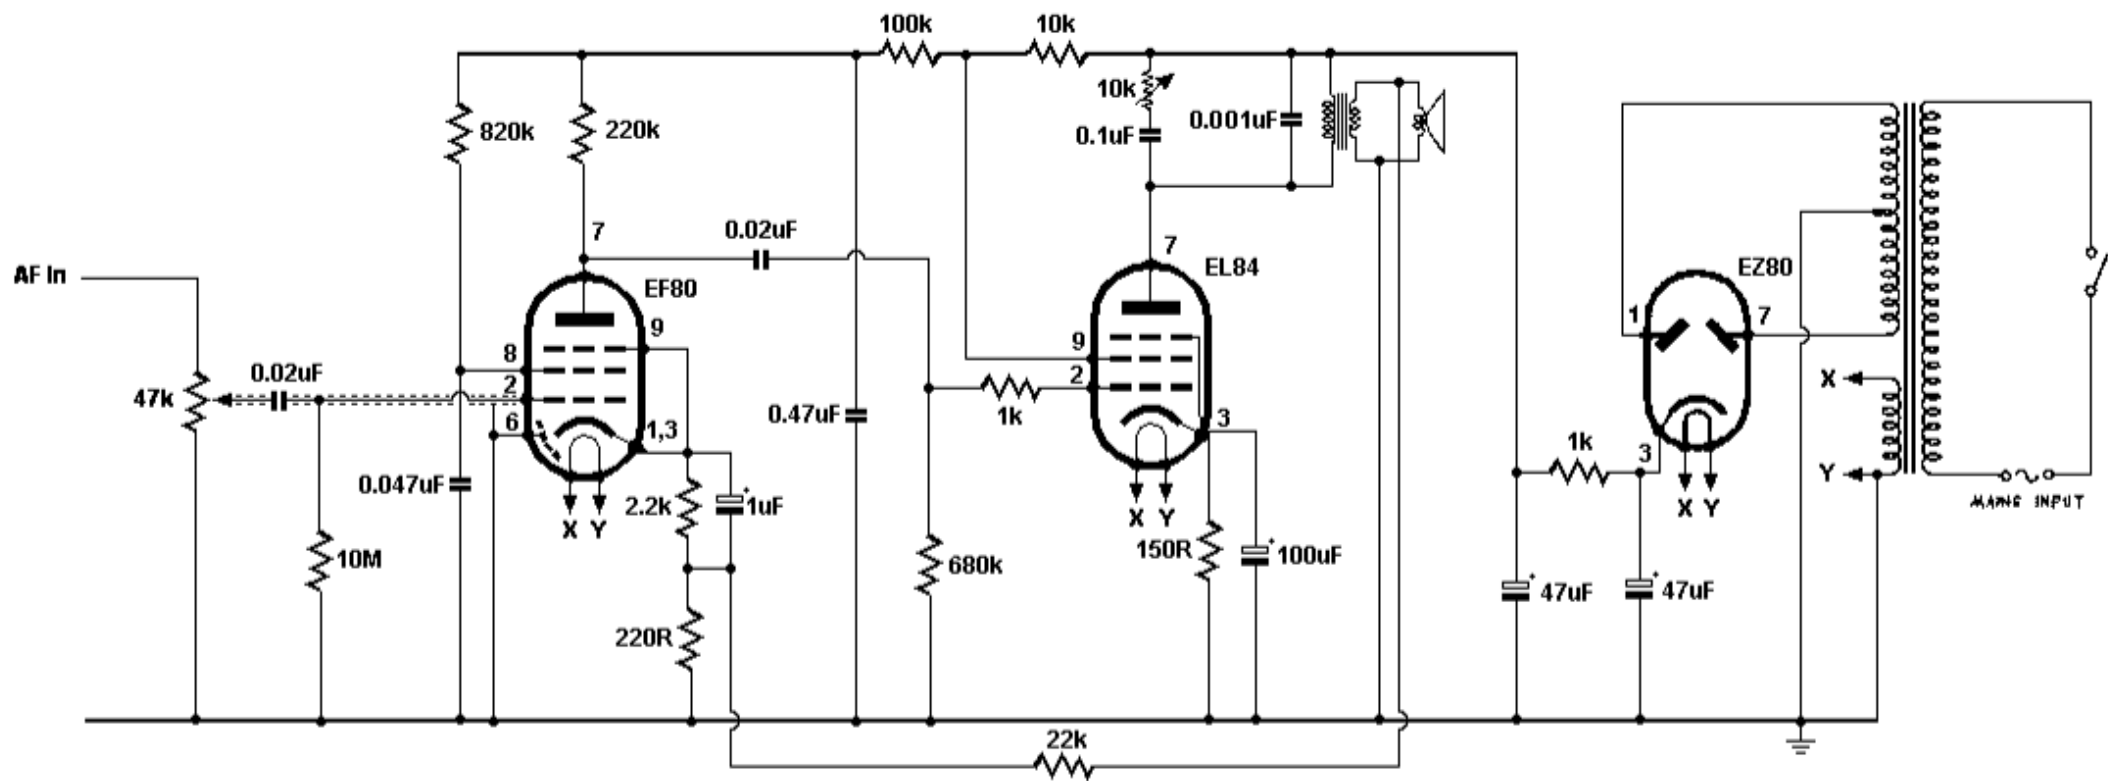 100k
10k
10k
0.1uF
0.001uF
820k
220k
7
0.02uF
7
AF In
EF80
EL84
EZ80
9
8
2
6
1,3
9
2
3
1
7
3
47k
0.02uF
0.47uF
1k
1k
X
Y
0.047uF
2.2k
1uF
X Y
X Y
X Y
MAINS INPUT
10M
680k
150R
100uF
47uF
47uF
220R
22k